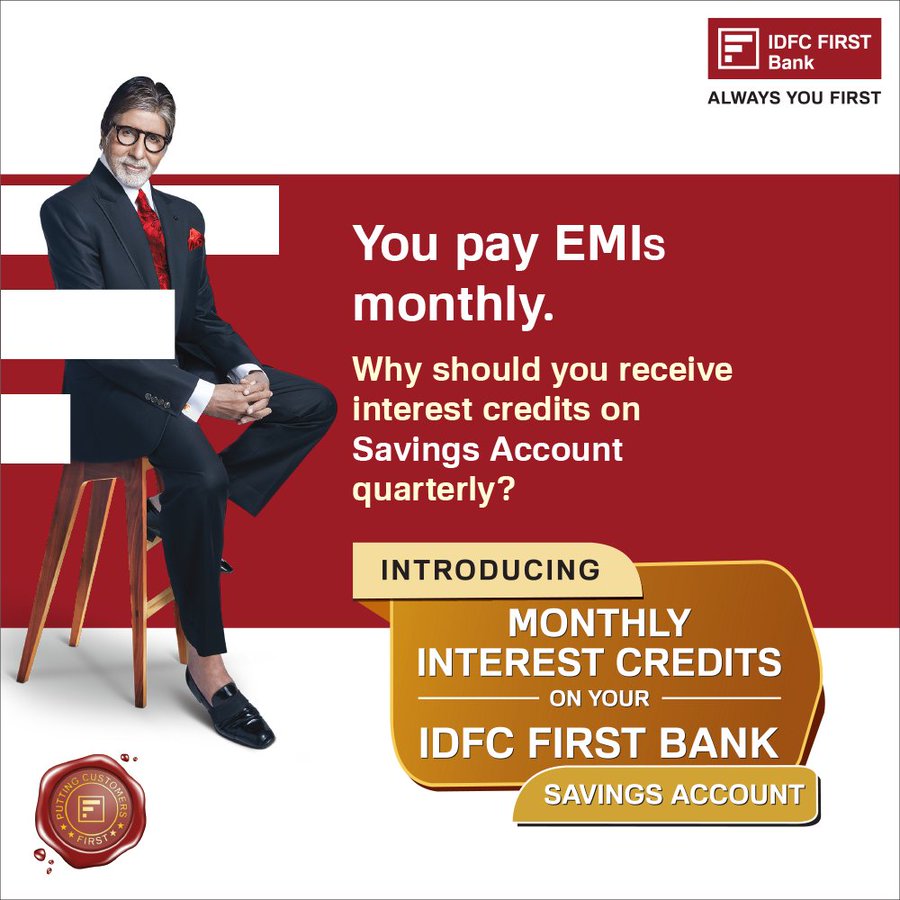 IDFC FIRST
Bank
ALWAYS YOU FIRST
You pay EMIs
monthly.
Why should you receive
interest credits on
Savings Account
quarterly?
INTRODUCING
MONTHLY
INTEREST CREDITS
ON YOUR
IDFC FIRST BANK
SAVINGS ACCOUNT
PUTTING CUSTOMERS
FIRST